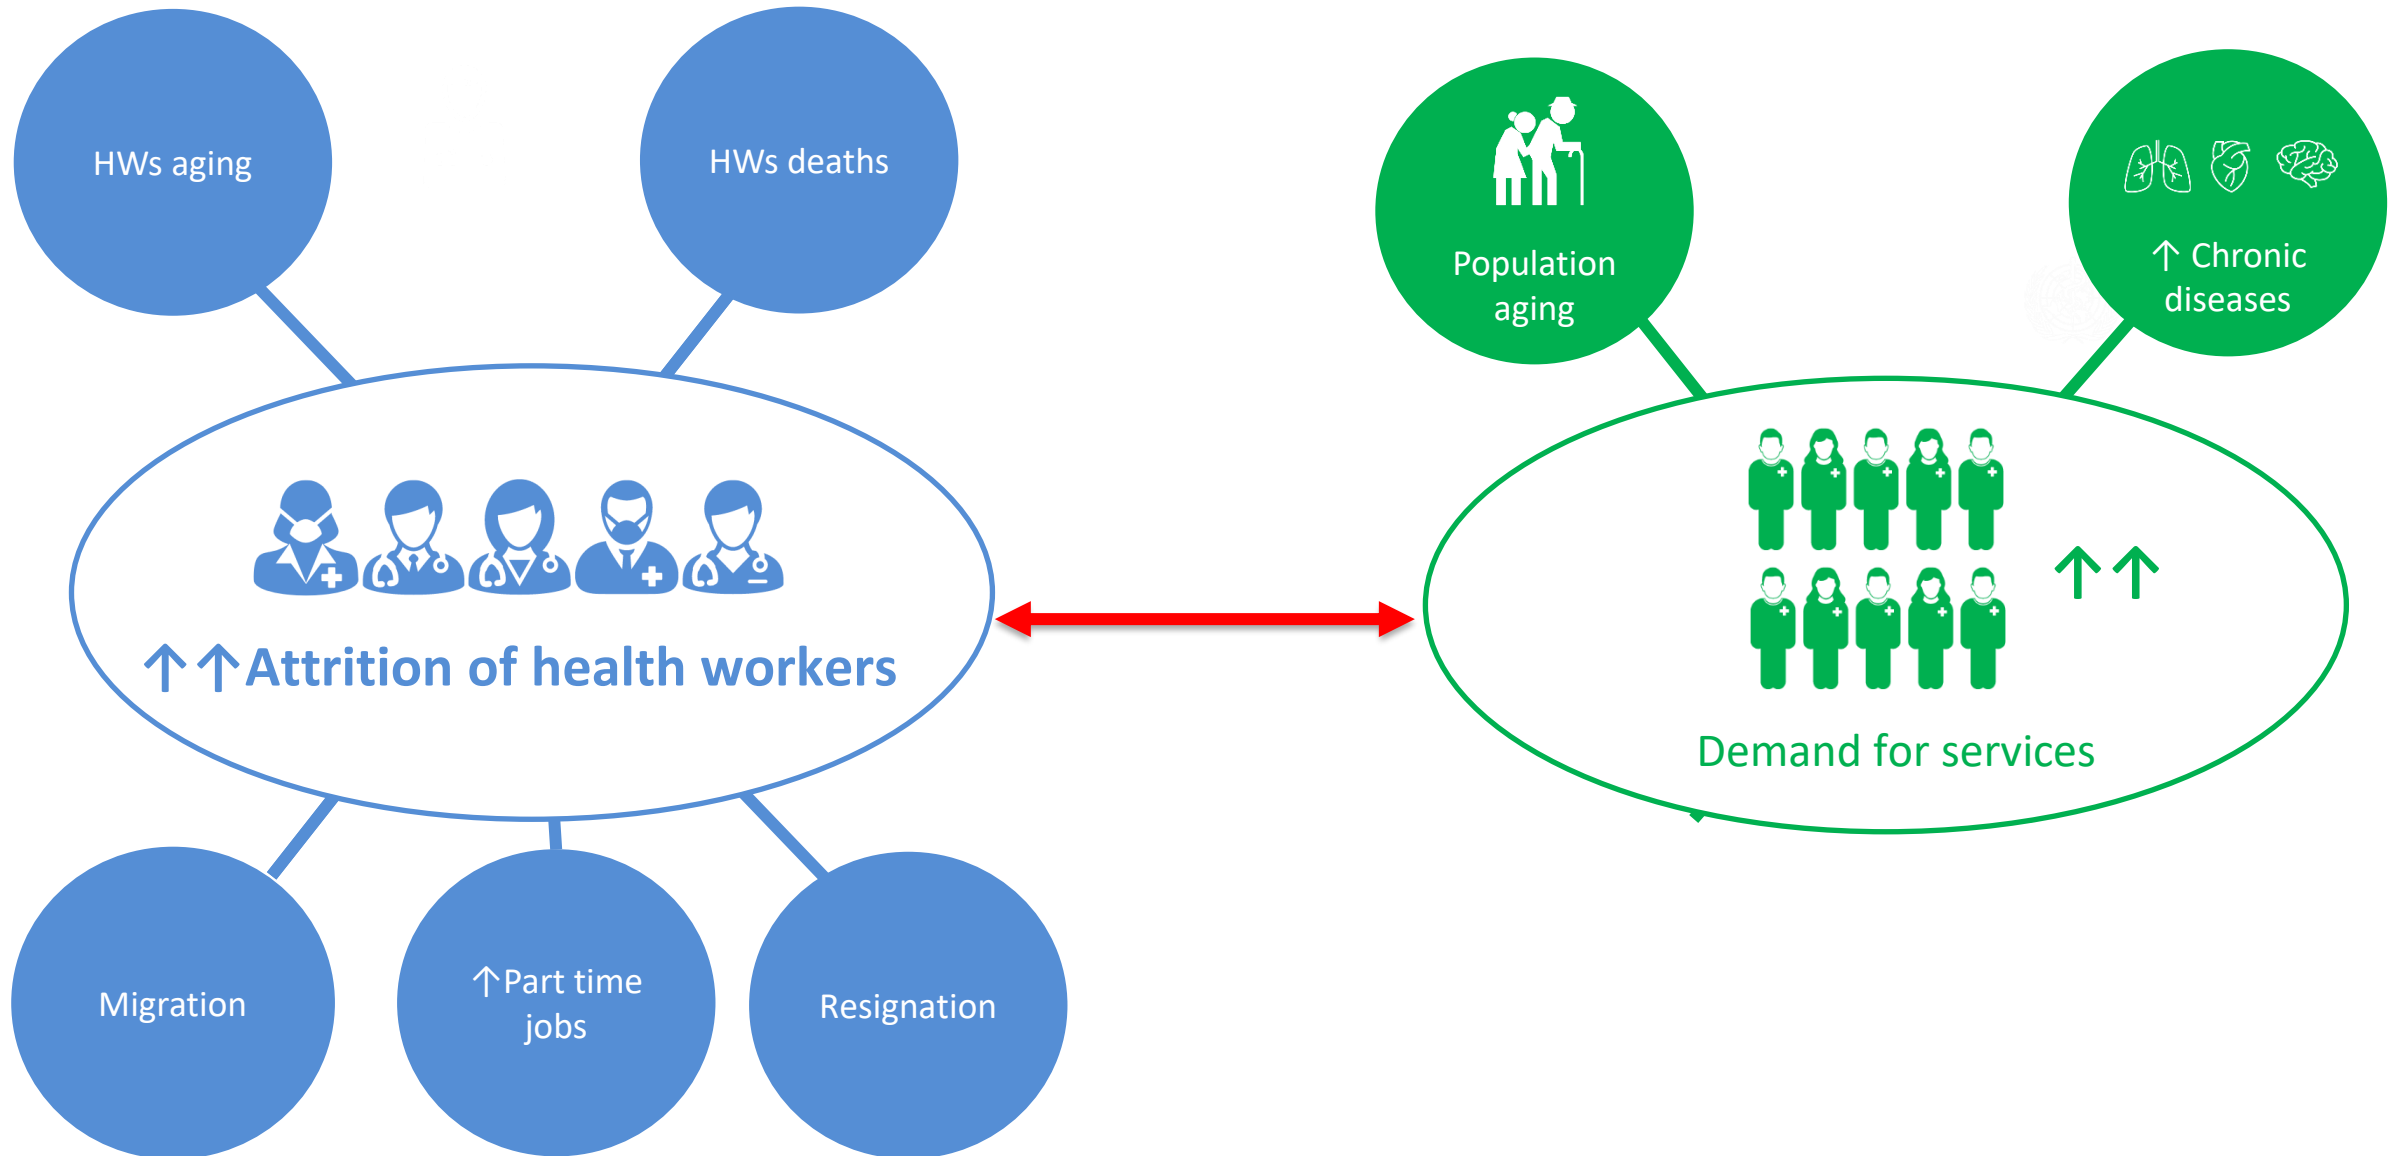 HWs aging
HWs deaths
↑↑Attrition of health workers
Migration
↑Part time
jobs
Resignation
Population
aging
↑ Chronic
diseases
↑↑
Demand for services